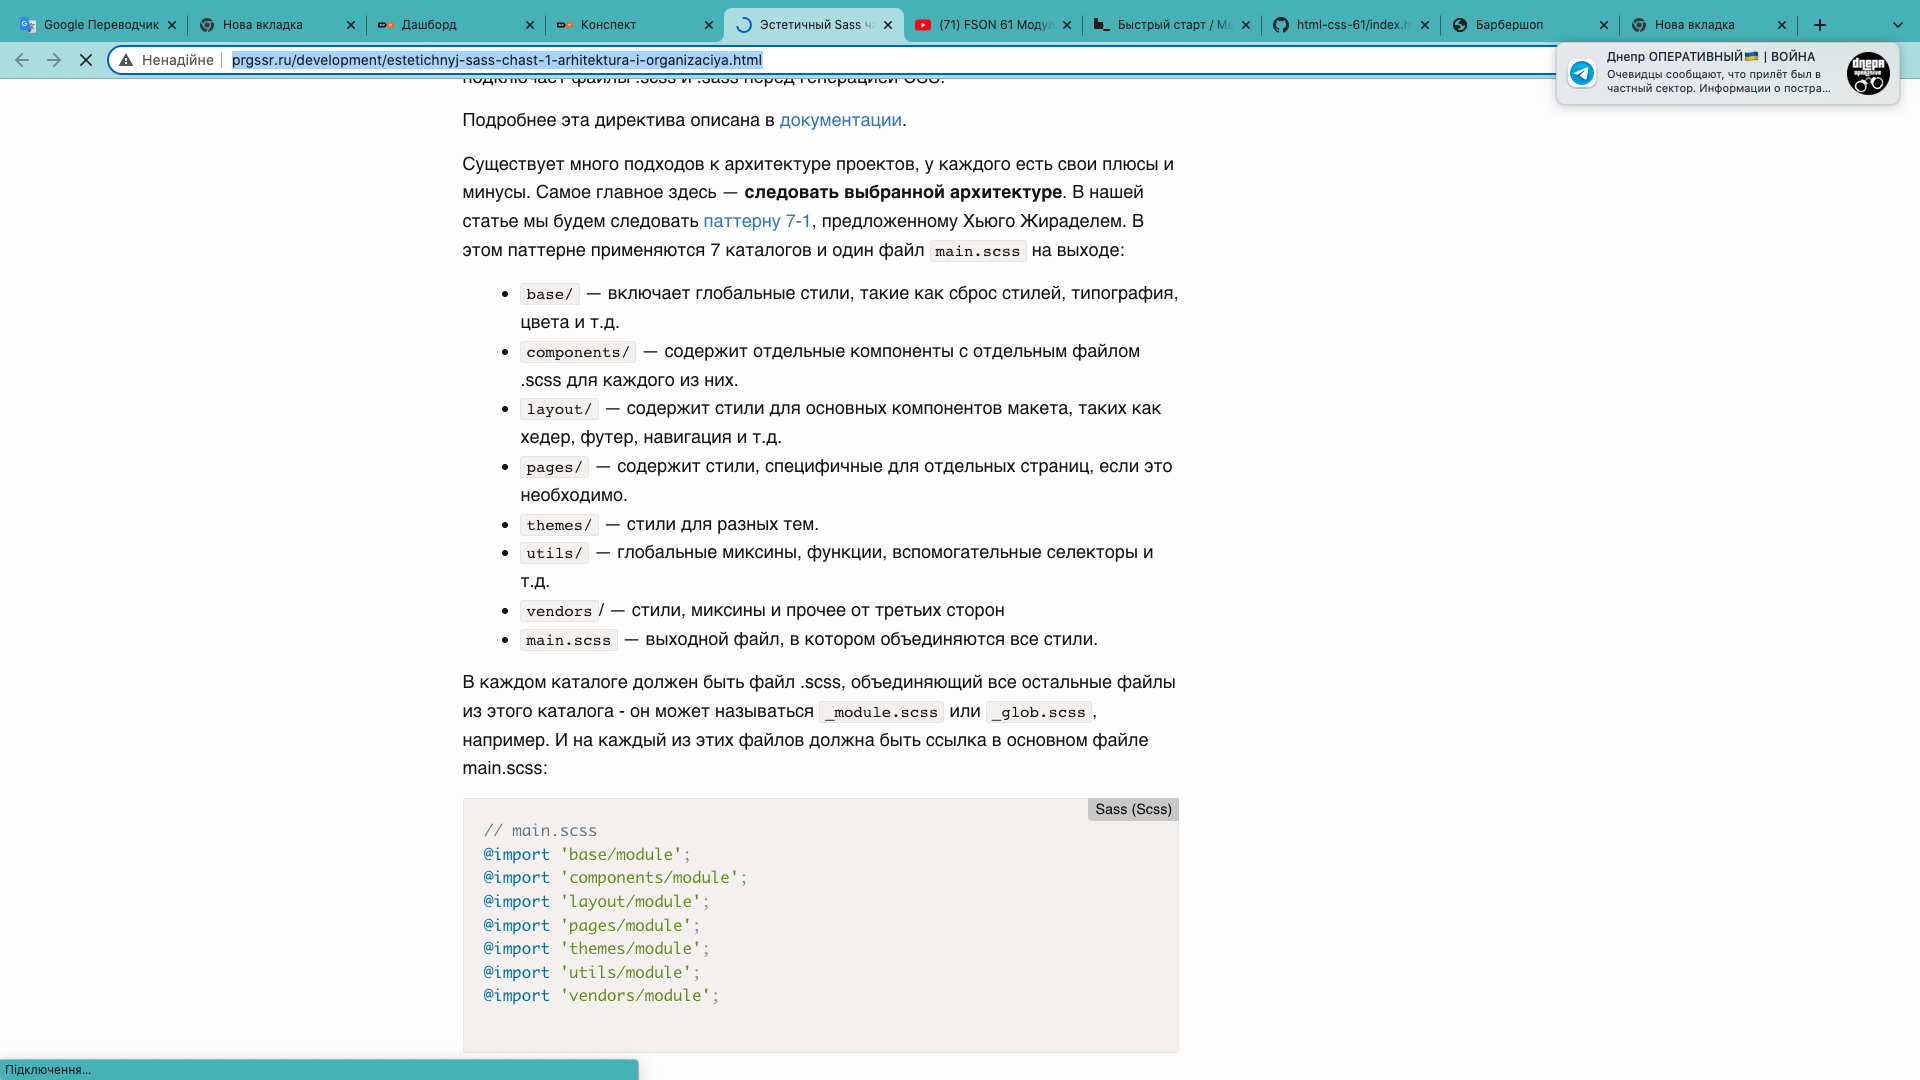 Google Переводчик
Нова вкладка
Дашборд
Конспект
Эстетичный Sass ча
(71) FSON 61 Модул
Быстрый старт / Ме
html-css-61/index.h
Барбершоп
Нова вкладка
Ненадійне
prgssr.ru/development/estetichnyj-sass-chast-1-arhitektura-i-organizaciya.html
Днепр ОПЕРАТИВНЫЙ🇺🇦 | ВОЙНА
Очевидцы сообщают, что прилёт был в
частный сектор. Информации о постра...
подключает файлы .scss и .sass перед генерацией CSS.
Подробнее эта директива описана в документации.
Существует много подходов к архитектуре проектов, у каждого есть свои плюсы и
минусы. Самое главное здесь — следовать выбранной архитектуре. В нашей
статье мы будем следовать паттерну 7-1, предложенному Хьюго Жираделем. В
этом паттерне применяются 7 каталогов и один файл main.scss на выходе:
• base/ — включает глобальные стили, такие как сброс стилей, типография,
цвета и т.д.
• components/ — содержит отдельные компоненты с отдельным файлом
.scss для каждого из них.
• layout/ — содержит стили для основных компонентов макета, таких как
хедер, футер, навигация и т.д.
• pages/ — содержит стили, специфичные для отдельных страниц, если это
необходимо.
• themes/ — стили для разных тем.
• utils/ — глобальные миксины, функции, вспомогательные селекторы и
т.д.
• vendors/ — стили, миксины и прочее от третьих сторон
• main.scss — выходной файл, в котором объединяются все стили.
В каждом каталоге должен быть файл .scss, объединяющий все остальные файлы
из этого каталога - он может называться _module.scss или _glob.scss,
например. И на каждый из этих файлов должна быть ссылка в основном файле
main.scss:
Sass (Scss)
// main.scss
@import 'base/module';
@import 'components/module';
@import 'layout/module';
@import 'pages/module';
@import 'themes/module';
@import 'utils/module';
@import 'vendors/module';
Підключення...